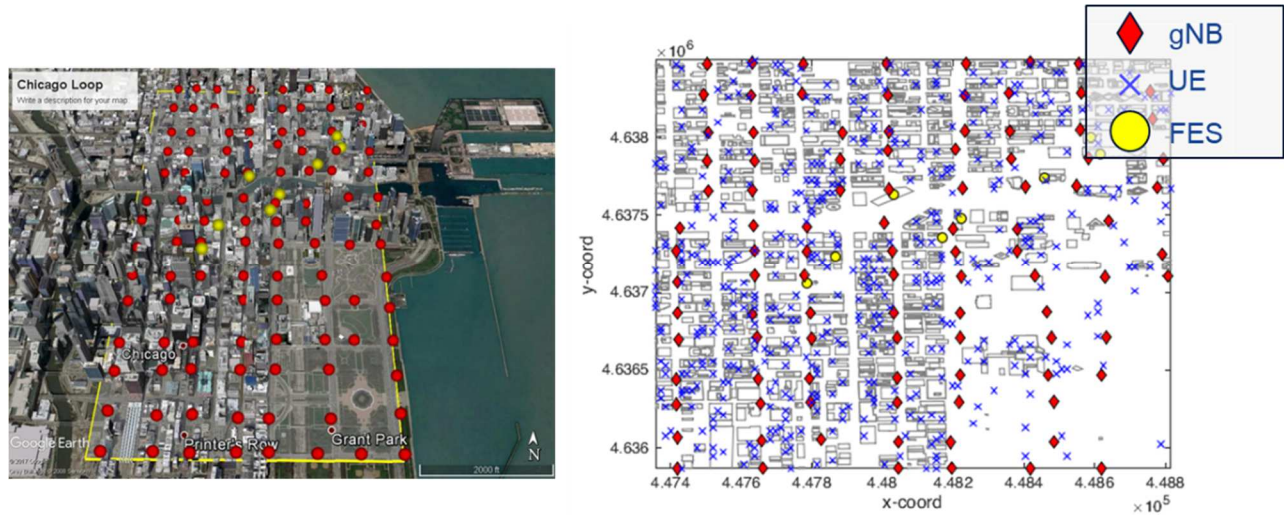 Chicago Loop
Write a description for your map.
Chicago
Printer's Row
Grant Park
Google Earth
2000 ft
N
×10⁶
4.638
4.6375
4.637
4.6365
4.636
y-coord
4.474 4.476 4.478 4.48 4.482 4.484 4.486 4.488
x-coord
×10⁵
gNB
UE
FES